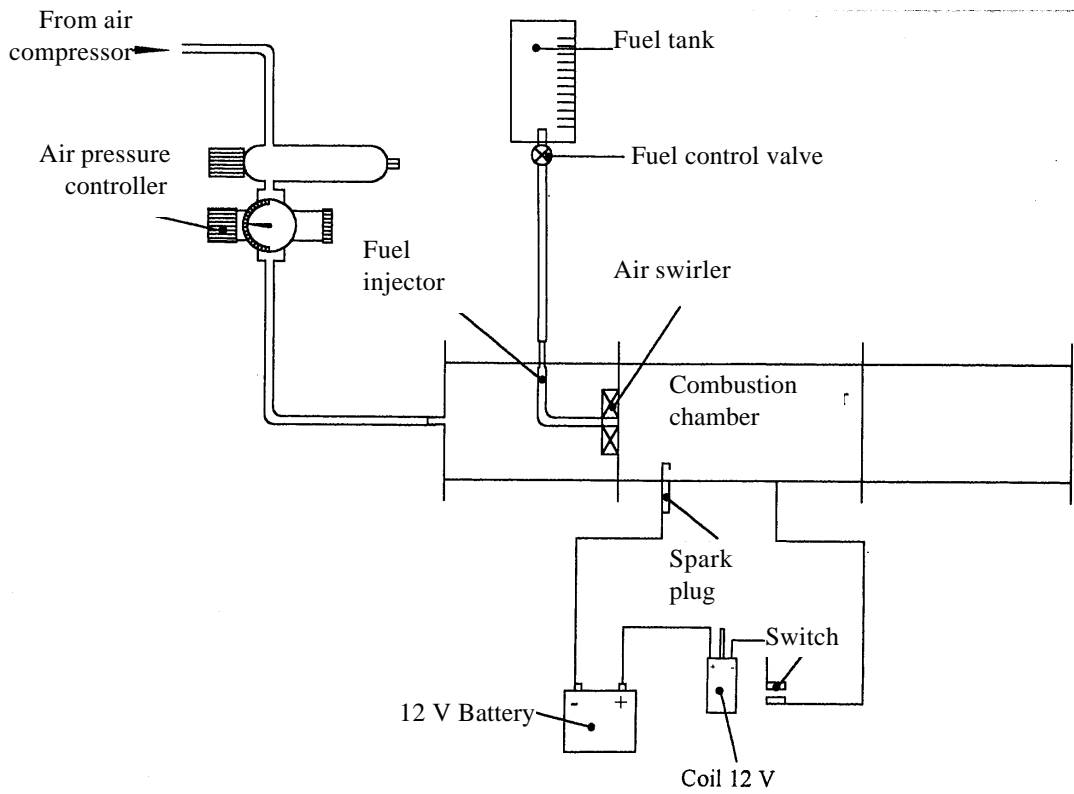 From air
compressor
Fuel tank
Air pressure
controller
Fuel control valve
Fuel
injector
Air swirler
Combustion
chamber
Spark
plug
Switch
12 V Battery
- +
+ -
Coil 12 V